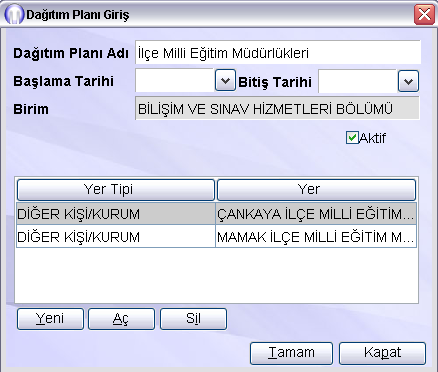 Dağıtım Planı Giriş
Dağıtım Planı Adı İlçe Milli Eğitim Müdürlükleri
Başlama Tarihi Bitiş Tarihi
Birim BİLİŞİM VE SINAV HİZMETLERİ BÖLÜMÜ
Aktif
Yer Tipi Yer
DİĞER KİŞİ/KURUM ÇANKAYA İLÇE MİLLİ EĞİTİM...
DİĞER KİŞİ/KURUM MAMAK İLÇE MİLLİ EĞİTİM M...
Yeni Aç Sil
Tamam Kapat